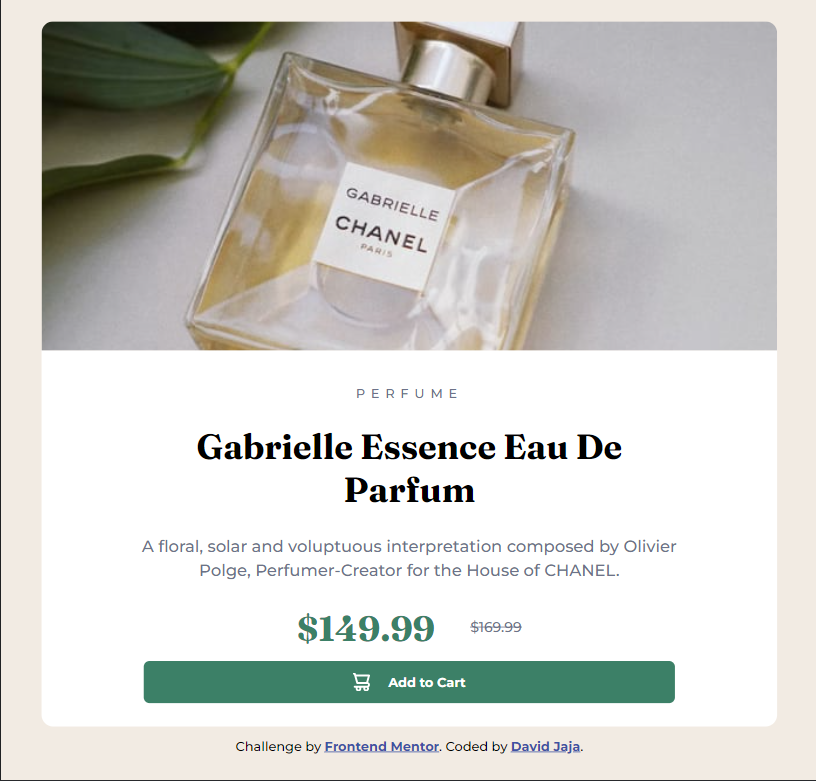 GABRIELLE
CHANEL
PARIS
PERFUME
Gabrielle Essence Eau De
Parfum
A floral, solar and voluptuous interpretation composed by Olivier
Polge, Perfumer-Creator for the House of CHANEL.
$149.99 $169.99
Add to Cart
Challenge by Frontend Mentor. Coded by David Jaja.